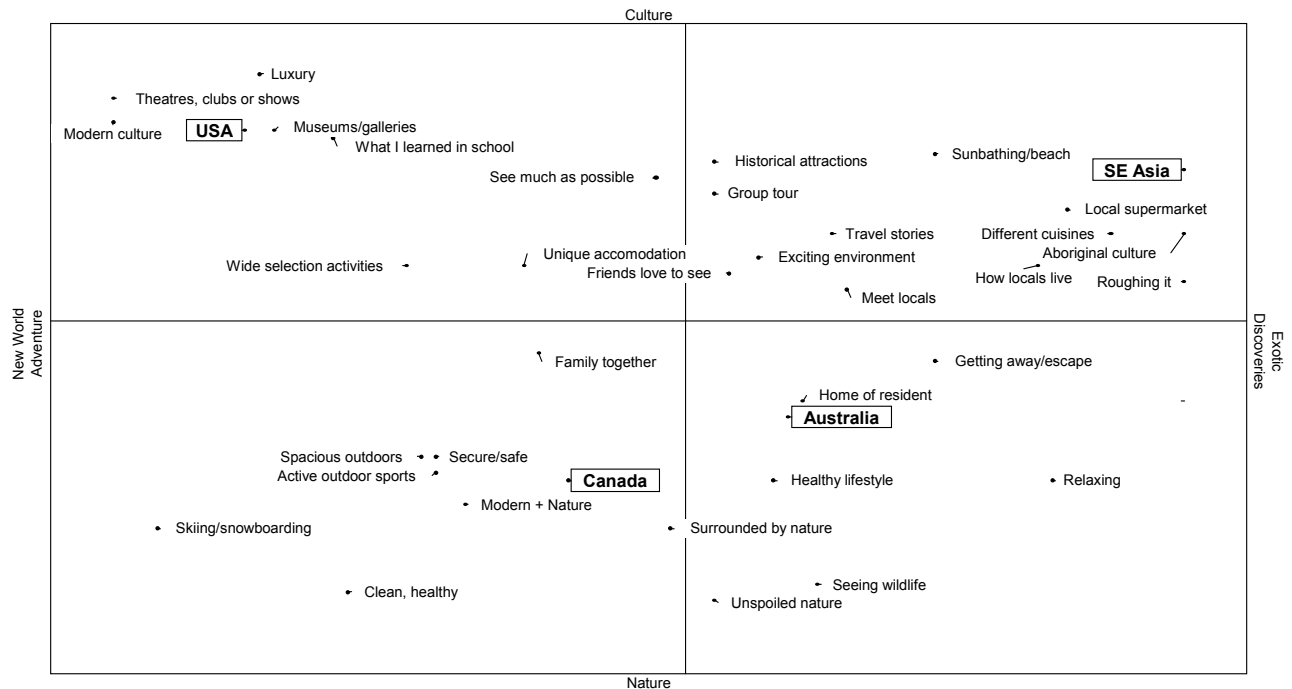 Culture
Luxury
Theatres, clubs or shows
Modern culture
USA
Museums/galleries
What I learned in school
See much as possible
Historical attractions
Sunbathing/beach
SE Asia
Group tour
Local supermarket
Travel stories
Different cuisines
Aboriginal culture
Unique accomodation
Exciting environment
Wide selection activities
Friends love to see
How locals live
Roughing it
Meet locals
New World
Adventure
Exotic
Discoveries
Family together
Getting away/escape
Home of resident
Australia
Spacious outdoors
Secure/safe
Active outdoor sports
Canada
Healthy lifestyle
Relaxing
Modern + Nature
Skiing/snowboarding
Surrounded by nature
Clean, healthy
Seeing wildlife
Unspoiled nature
Nature